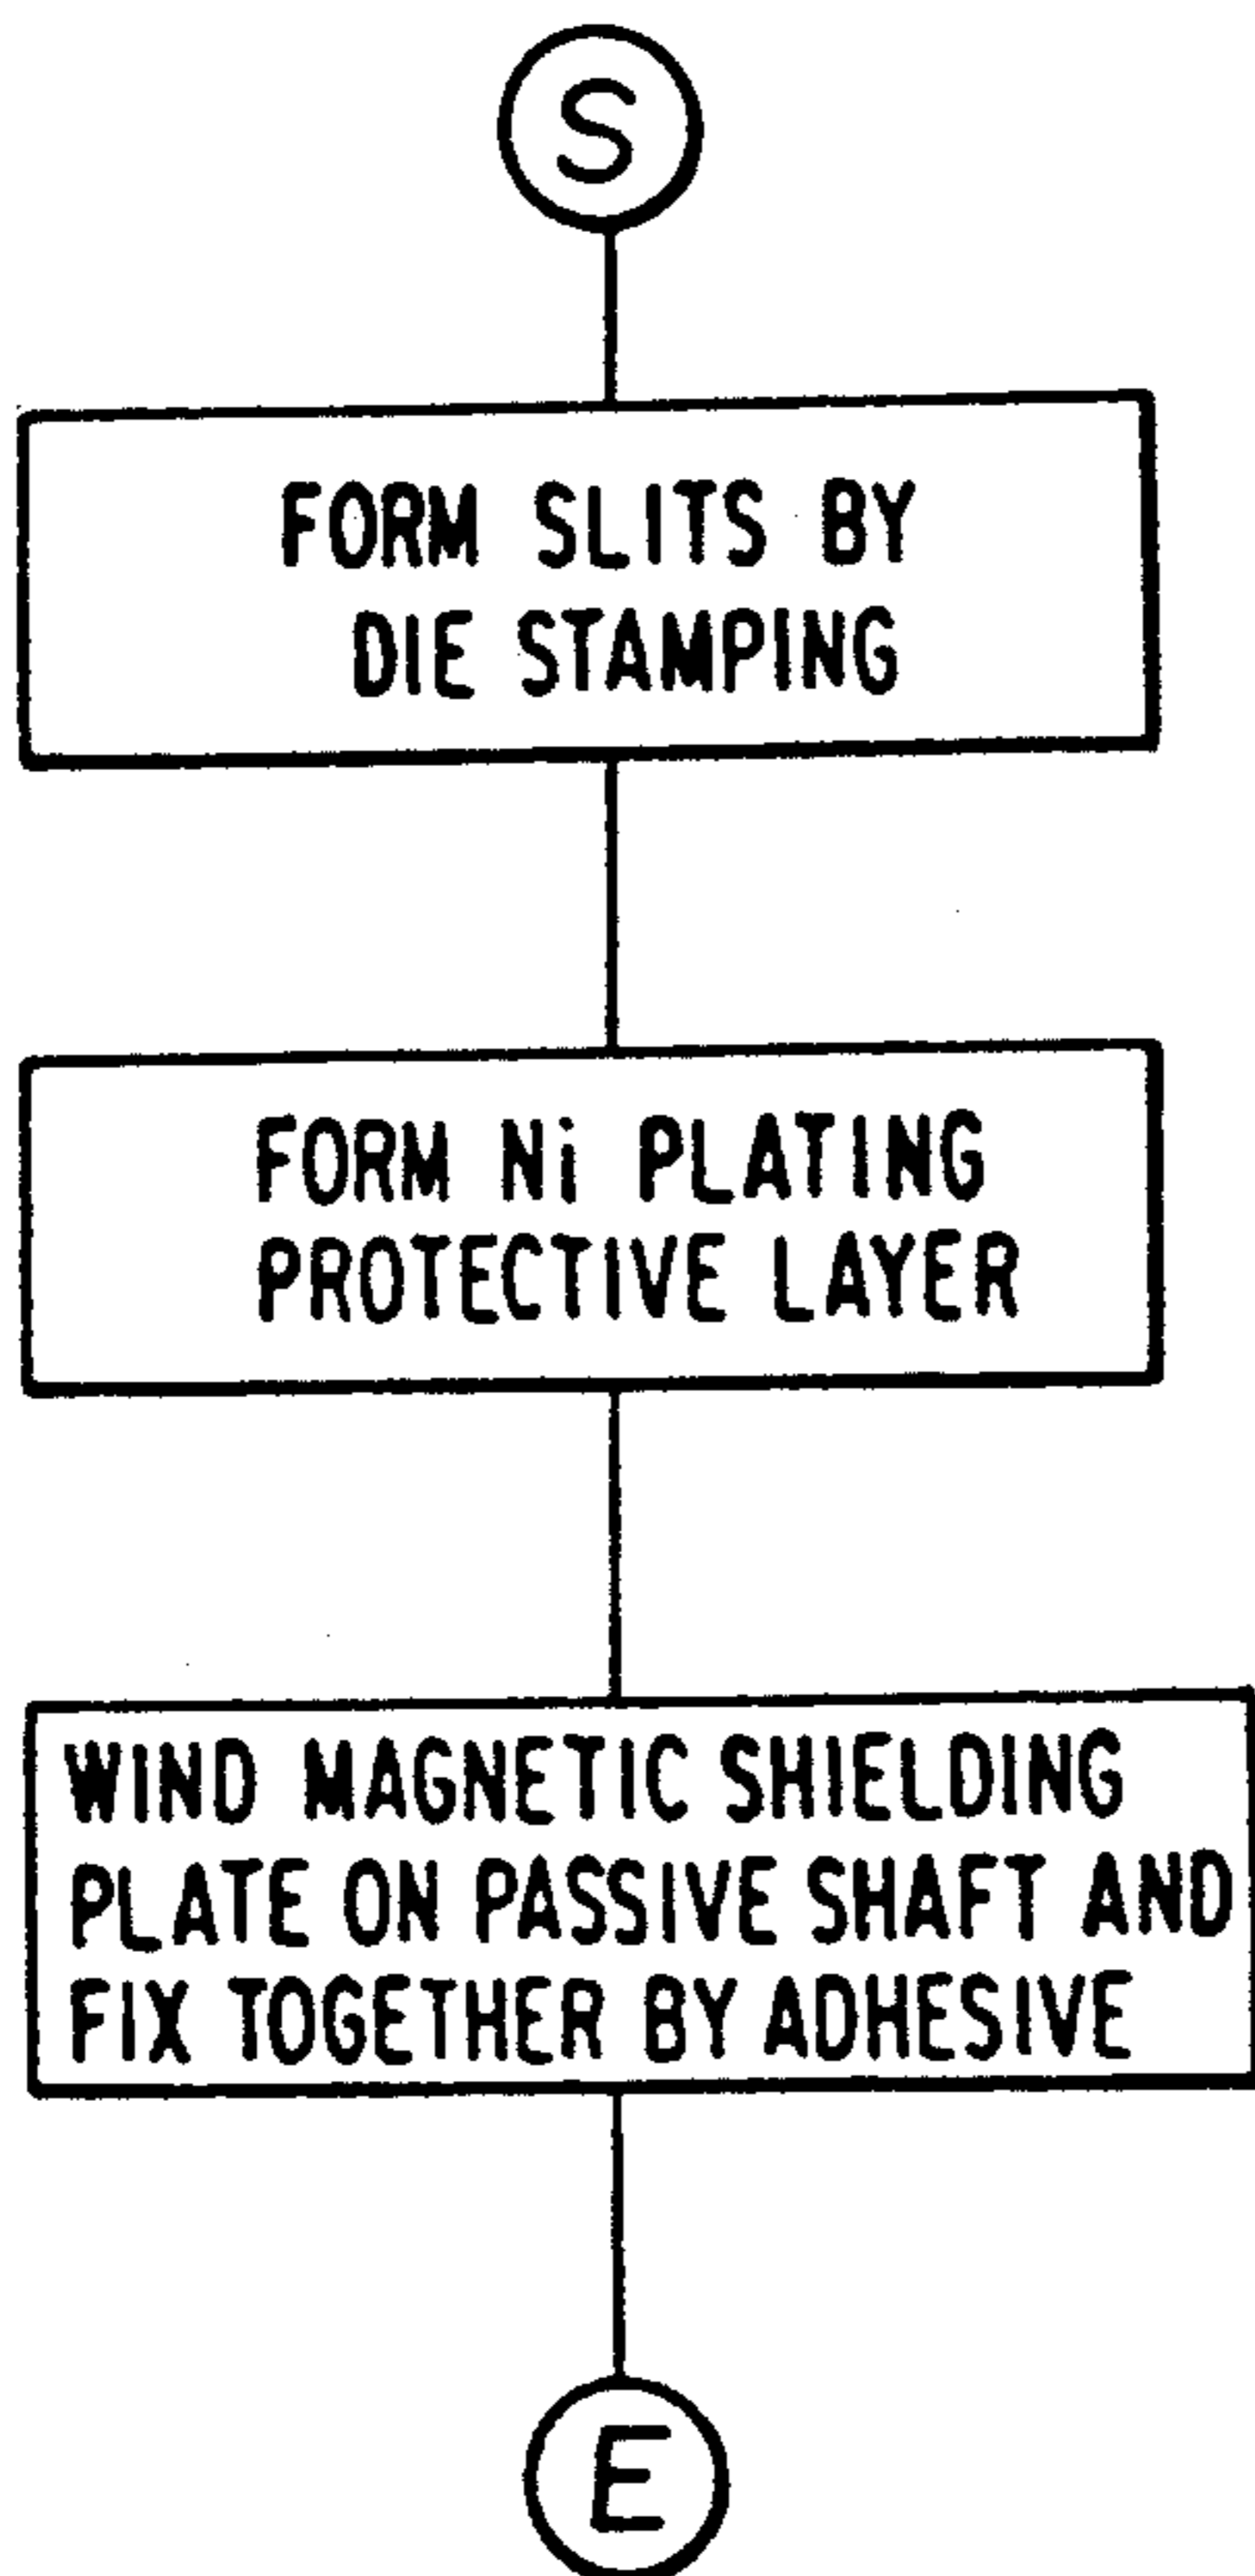 S
FORM SLITS BY
DIE STAMPING
FORM Ni PLATING
PROTECTIVE LAYER
WIND MAGNETIC SHIELDING
PLATE ON PASSIVE SHAFT AND
FIX TOGETHER BY ADHESIVE
E